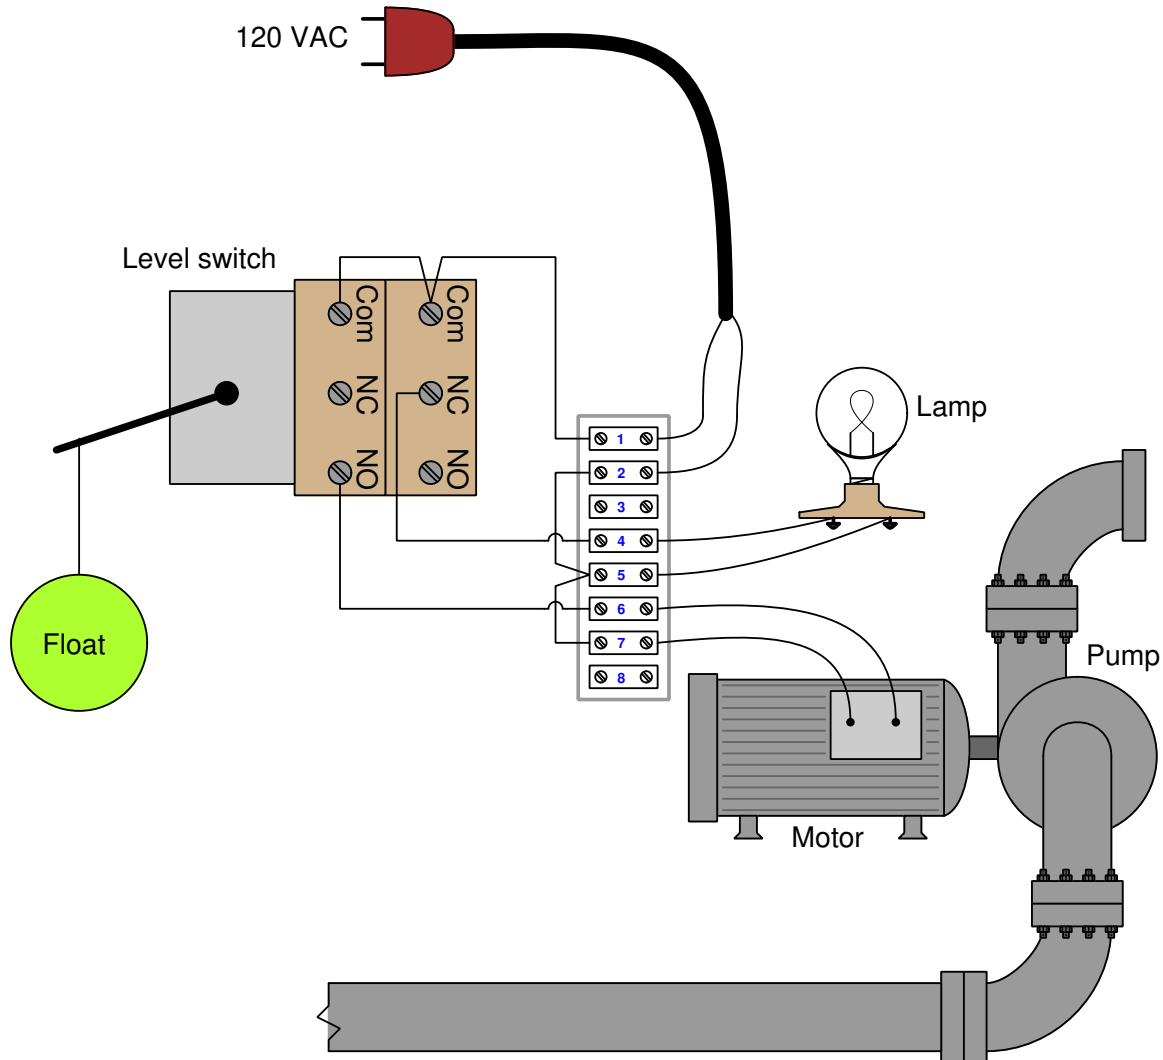 120 VAC
Level switch
Com
Com
NC
NC
NO
NO
Lamp
1
2
3
4
5
6
7
8
Float
Pump
Motor